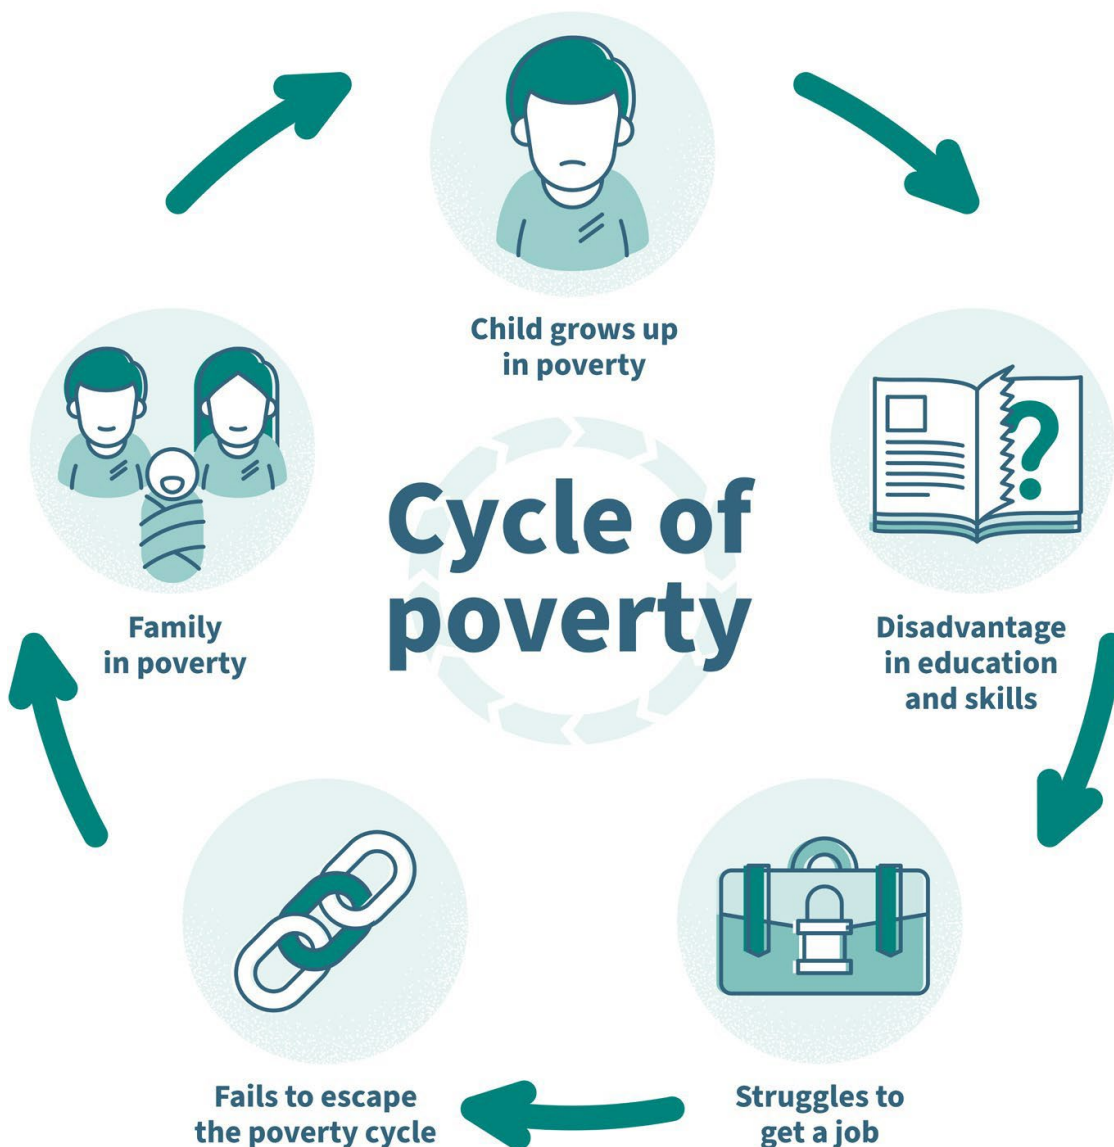 Child grows up
in poverty
Cycle of
poverty
Disadvantage
in education
and skills
Struggles to
get a job
Fails to escape
the poverty cycle
Family
in poverty
?